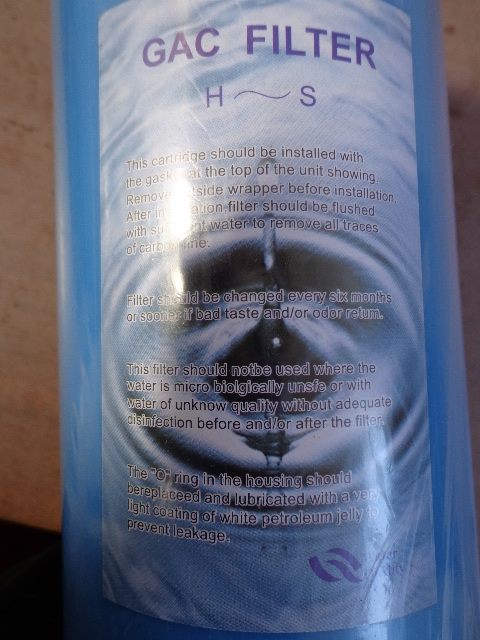 GAC FILTER
H S
This cartridge should be installed with
the gasket at the top of the unit showing.
Remove outside wrapper before installation,
After installation,filter should be flushed
with sufficient water to remove all traces
of carbon fine.
Filter should be changed every six months
or sooner if bad taste and/or odor return.
This filter should notbe used where the
water is micro biolgically unsfe or with
water of unknow quality without adequate
disinfection before and/or after the filter.
The "O" ring in the housing should
bereplaceed and lubricated with a very
light coating of white petroleum jelly to
prevent leakage.